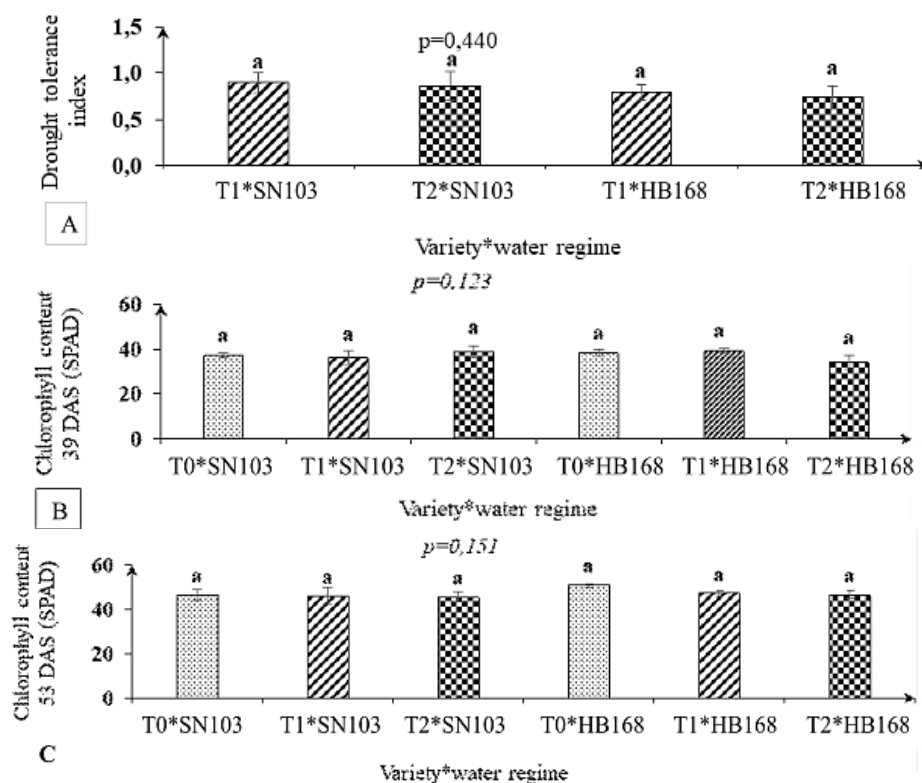 1,5
p=0,440
a a a a
1,0
0,5
0,0
Drought tolerance
index
T1*SN103 T2*SN103 T1*HB168 T2*HB168
A
Variety*water regime
p=0,123
60
a a a a a a
40
20
0
Chlorophyll content
39 DAS (SPAD)
T0*SN103 T1*SN103 T2*SN103 T0*HB168 T1*HB168 T2*HB168
B
Variety*water regime
p=0,151
60
a a a a a a
40
20
0
Chlorophyll content
53 DAS (SPAD)
T0*SN103 T1*SN103 T2*SN103 T0*HB168 T1*HB168 T2*HB168
C
Variety*water regime